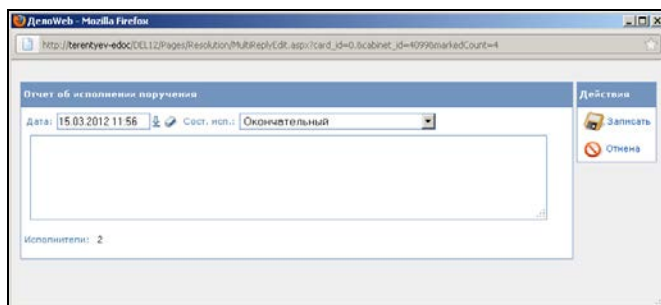 ДелоWeb - Mozilla Firefox
http://terentyev-edoc/DEL12/Pages/Resolution/MultiReplyEdit.aspx?card_id=0.&cabinet_id=4099&markedCount=4
Отчет об исполнении поручения
Действия
Дата: 15.03.2012 11:56 Сост. исп.: Окончательный
Записать
Отмена
Исполнители: 2